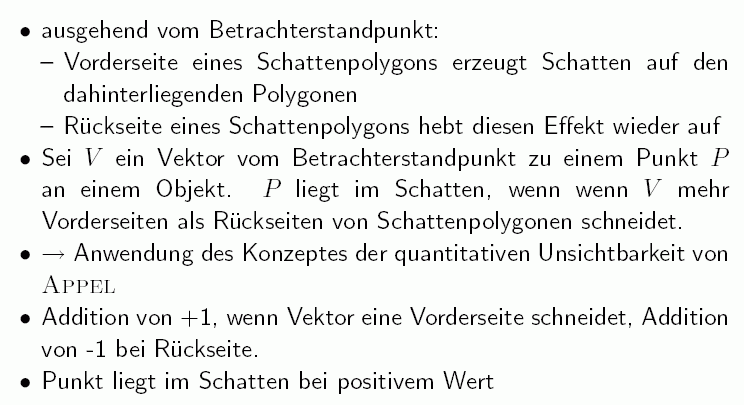 • ausgehend vom Betrachterstandpunkt:
– Vorderseite eines Schattenpolygons erzeugt Schatten auf den
dahinterliegenden Polygonen
– Rückseite eines Schattenpolygons hebt diesen Effekt wieder auf
• Sei V ein Vektor vom Betrachterstandpunkt zu einem Punkt P
an einem Objekt. P liegt im Schatten, wenn wenn V mehr
Vorderseiten als Rückseiten von Schattenpolygonen schneidet.
• → Anwendung des Konzeptes der quantitativen Unsichtbarkeit von
APPEL
• Addition von +1, wenn Vektor eine Vorderseite schneidet, Addition
von -1 bei Rückseite.
• Punkt liegt im Schatten bei positivem Wert